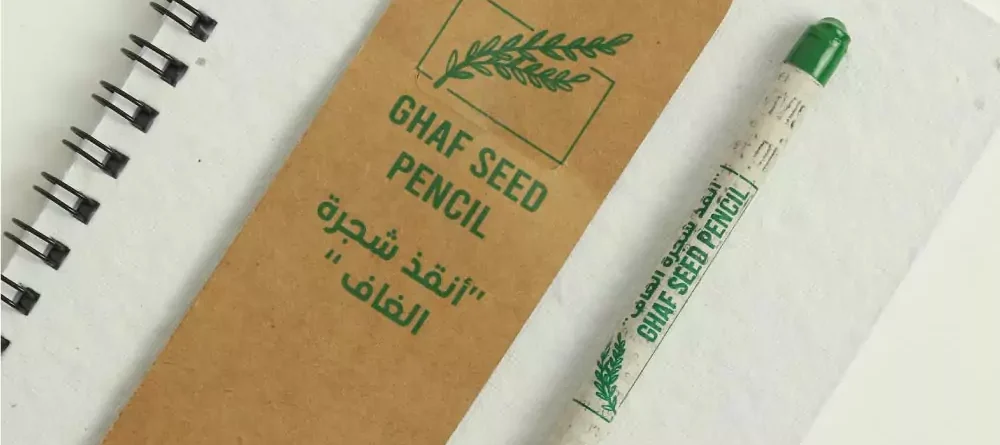 GHAF SEED
PENCIL
"أنقذ شجرة
الغاف"
"أنقذ شجرة الغاف"
GHAF SEED PENCIL